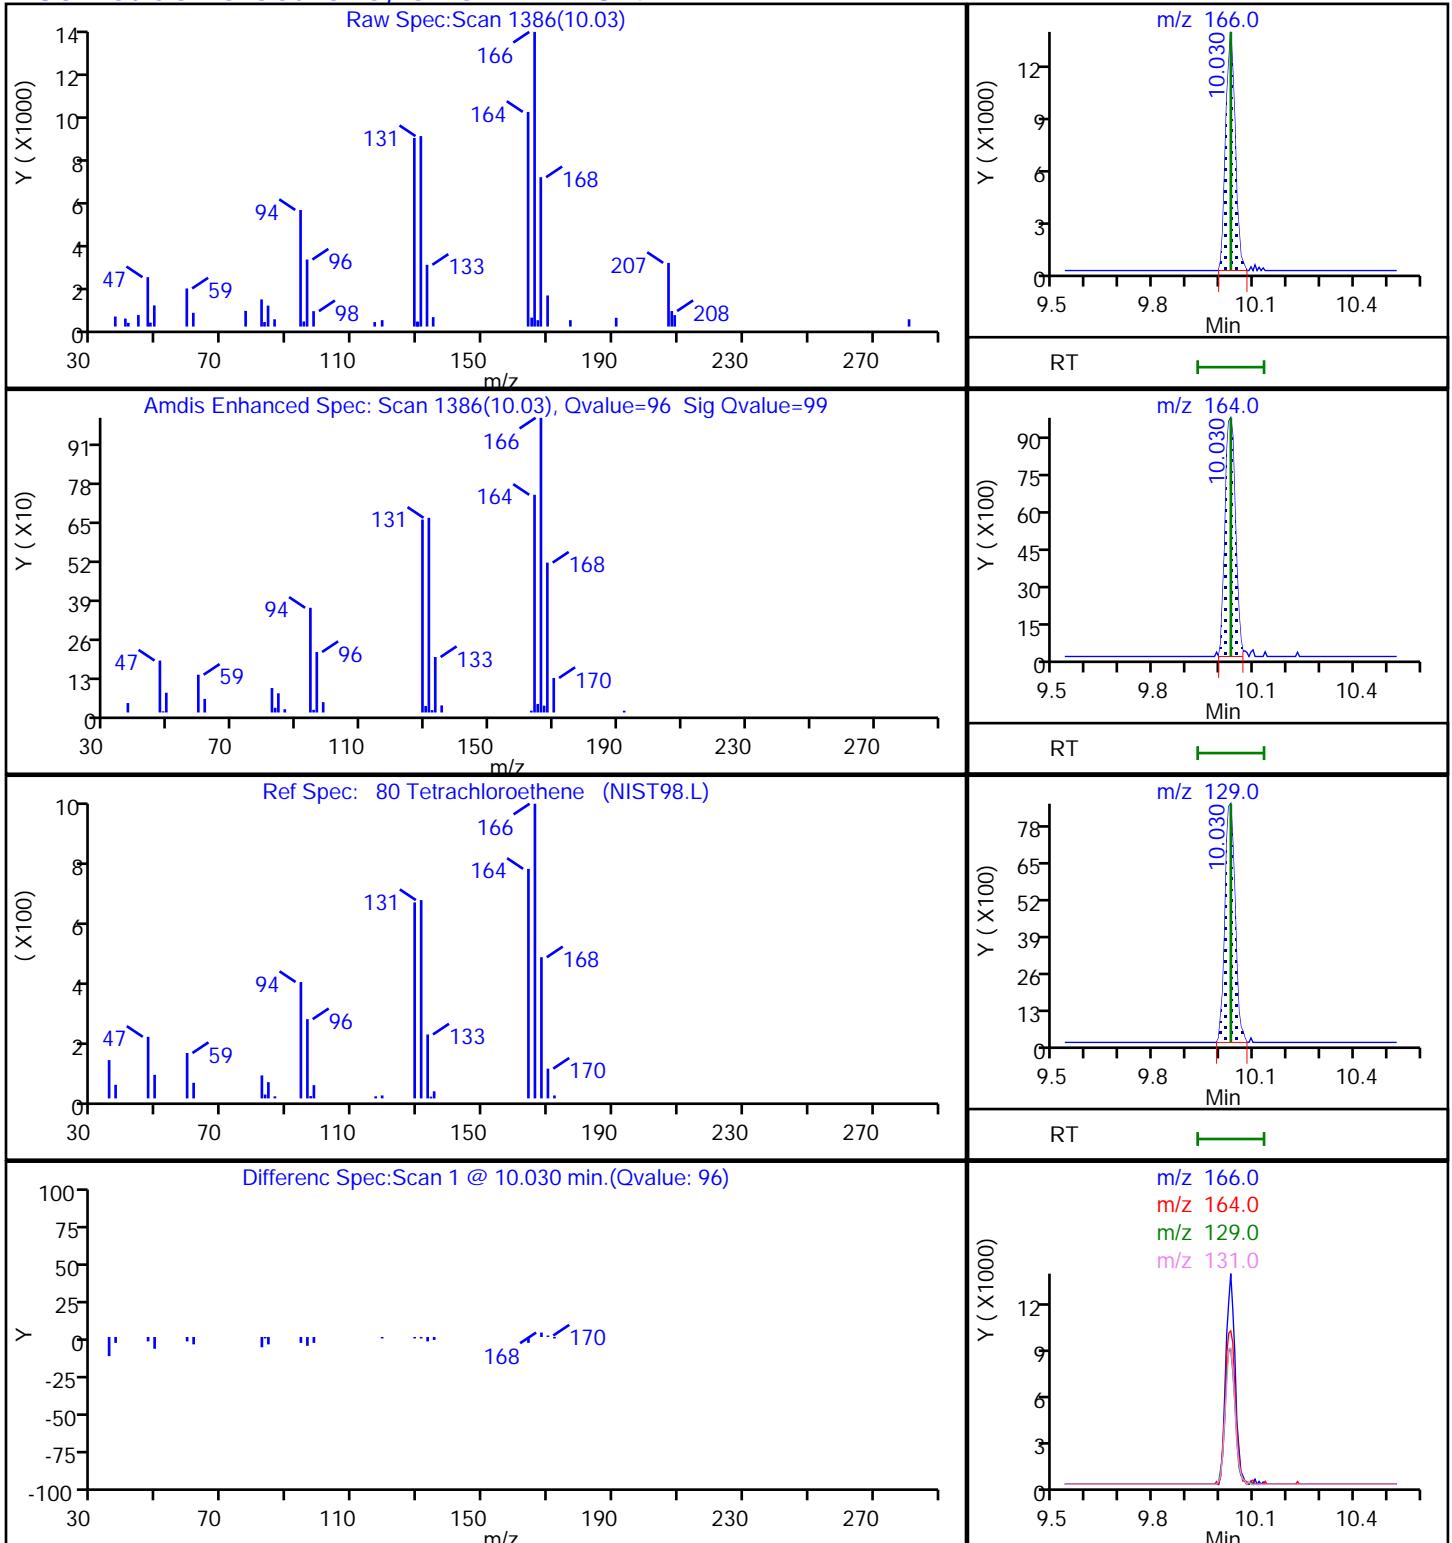 Raw Spec:Scan 1386(10.03)
Y ( X1000)
14
12
10
8
6
4
2
0
166
164
131
168
94
96
47
59
98
133
207
208
30 70 110 150 190 230 270
m/z
m/z 166.0
Y ( X1000)
12
9
6
3
0
10.030
9.5 9.8 10.1 10.4
Min
RT
Amdis Enhanced Spec: Scan 1386(10.03), Qvalue=96 Sig Qvalue=99
Y ( X10)
91
78
65
52
39
26
13
0
166
164
131
168
94
96
47
59
133
170
30 70 110 150 190 230 270
m/z
m/z 164.0
Y ( X100)
90
75
60
45
30
15
0
10.030
9.5 9.8 10.1 10.4
Min
RT
Ref Spec: 80 Tetrachloroethene (NIST98.L)
( X100)
10
8
6
4
2
0
166
164
131
168
94
96
47
59
133
170
30 70 110 150 190 230 270
m/z 129.0
Y ( X100)
78
65
52
39
26
13
0
10.030
9.5 9.8 10.1 10.4
Min
RT
Differenc Spec:Scan 1 @ 10.030 min.(Qvalue: 96)
Y
100
75
50
25
0
-25
-50
-75
-100
168
170
30 70 110 150 190 230 270
m/z
m/z 166.0
m/z 164.0
m/z 129.0
m/z 131.0
Y ( X1000)
12
9
6
3
0
9.5 9.8 10.1 10.4
Min